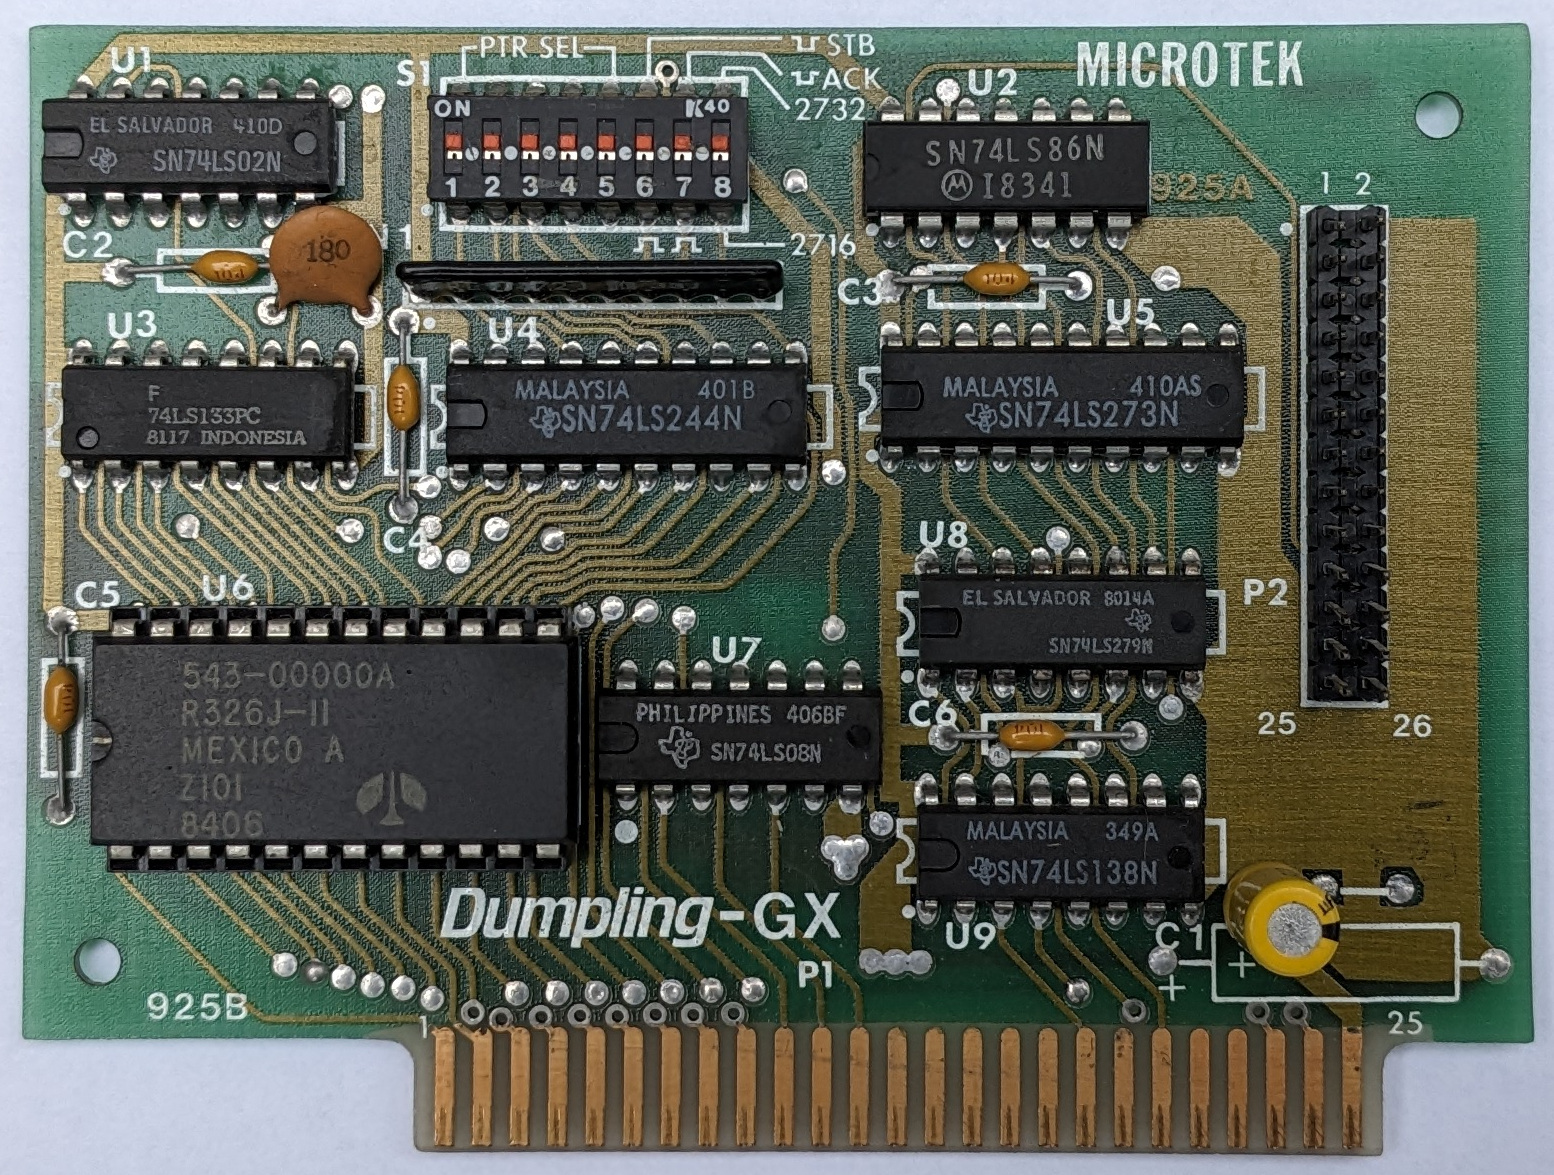 U1
S1
PTR SEL
STB
ACK
2732
U2
MICROTEK
EL SALVADOR 410D
SN74LS02N
ON
K40
1 2 3 4 5 6 7 8
SN74LS86N
I8341
925A
1 2
C2
180
1
2716
C3
U3
U4
U5
F
74LS133PC
8117 INDONESIA
MALAYSIA 401B
SN74LS244N
MALAYSIA 410AS
SN74LS273N
C4
U8
C5
U6
EL SALVADOR 8014A
SN74LS279N
P2
543-00000A
R326J-11
MEXICO A
Z101
8406
U7
PHILIPPINES 406BF
SN74LS08N
C6
25
26
MALAYSIA 349A
SN74LS138N
Dumpling-GX
U9
C1
+
+
P1
925B
1
25